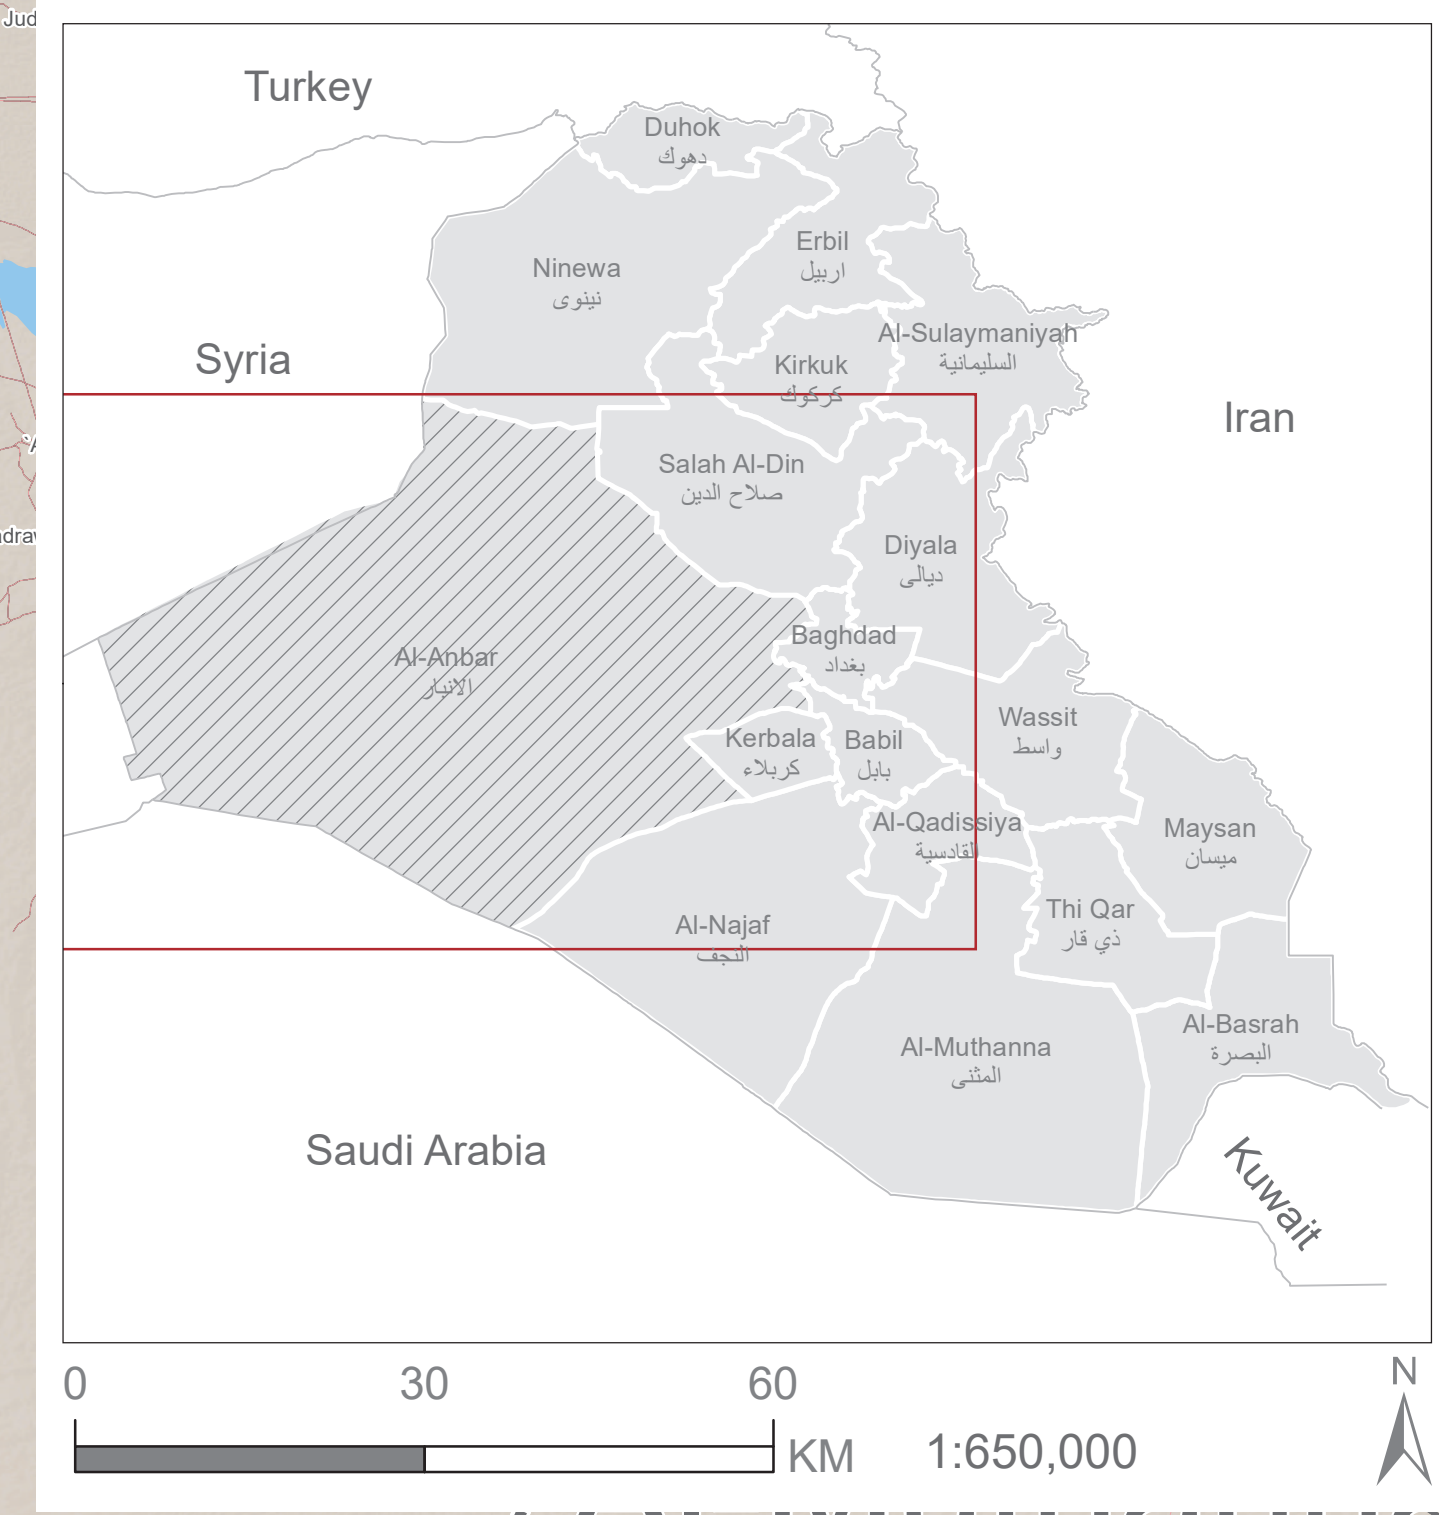 Jud
Turkey
Duhok
دهوك
Erbil
اربيل
Ninewa
نينوى
Al-Sulaymaniyah
السليمانية
Syria
Kirkuk
كركوك
Iran
Salah Al-Din
صلاح الدين
Diyala
ديالى
Baghdad
بغداد
Al-Anbar
الانبار
Wassit
واسط
Kerbala
كربلاء
Babil
بابل
Al-Qadissiya
القادسية
Maysan
ميسان
Thi Qar
ذي قار
Al-Najaf
النجف
Al-Basrah
البصرة
Al-Muthanna
المثنى
Saudi Arabia
Kuwait
0 30 60
KM
1:650,000
N